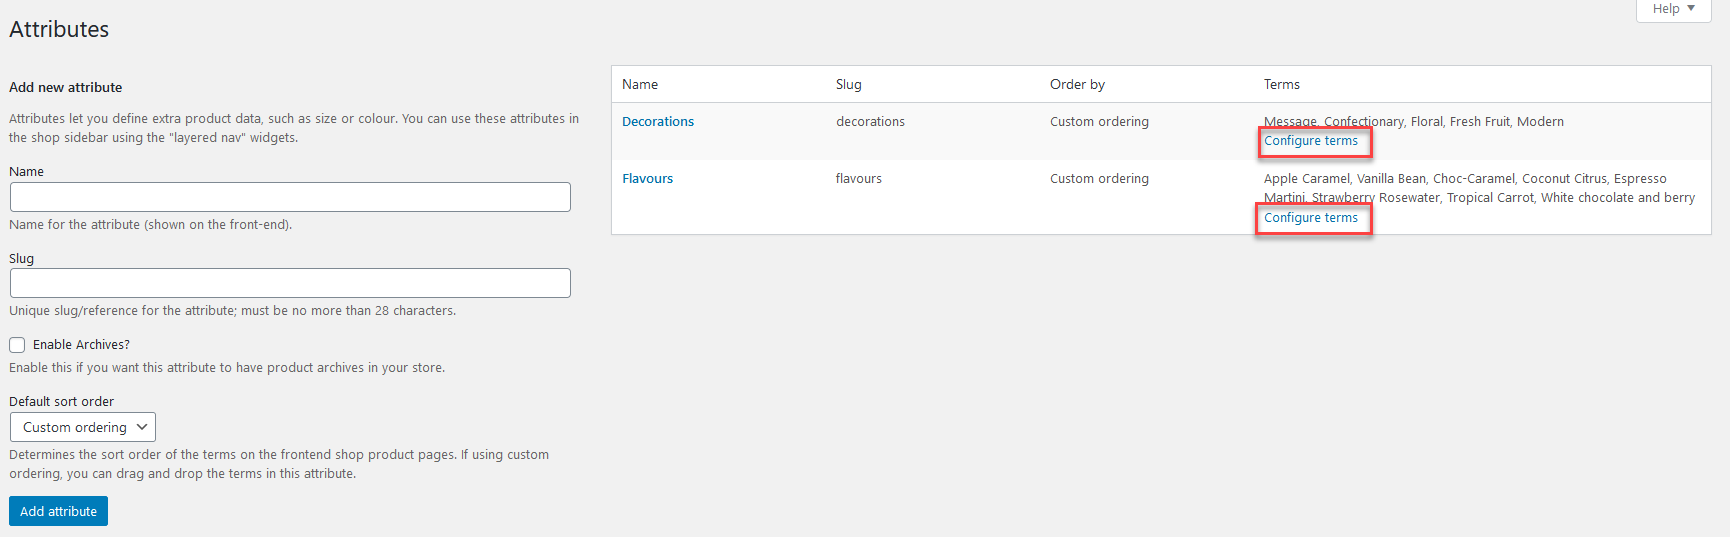 Help
Attributes
Add new attribute
Attributes let you define extra product data, such as size or colour. You can use these attributes in
the shop sidebar using the "layered nav" widgets.
Name
Name for the attribute (shown on the front-end).
Slug
Unique slug/reference for the attribute; must be no more than 28 characters.
Enable Archives?
Enable this if you want this attribute to have product archives in your store.
Default sort order
Custom ordering
Determines the sort order of the terms on the frontend shop product pages. If using custom
ordering, you can drag and drop the terms in this attribute.
Add attribute
Name Slug Order by Terms
Decorations decorations Custom ordering Message, Confectionary, Floral, Fresh Fruit, Modern
Configure terms
Flavours flavours Custom ordering Apple Caramel, Vanilla Bean, Choc-Caramel, Coconut Citrus, Espresso
Martini, Strawberry Rosewater, Tropical Carrot, White chocolate and berry
Configure terms